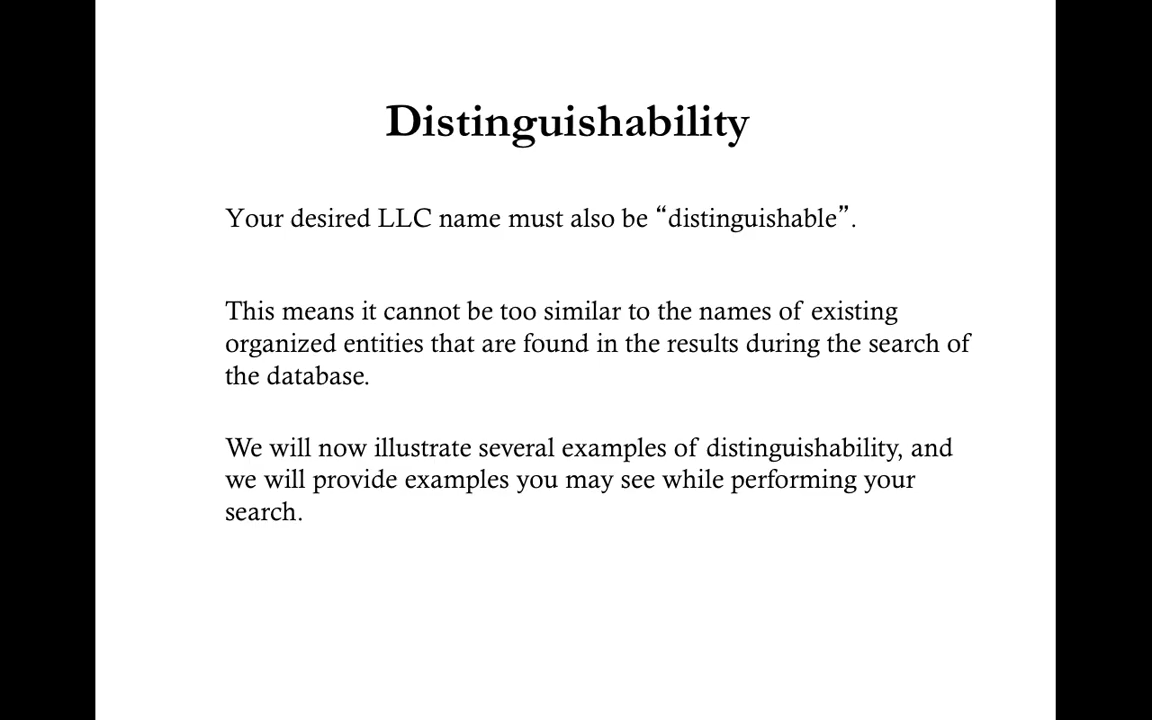 Distinguishability
Your desired LLC name must also be “distinguishable”.
This means it cannot be too similar to the names of existing
organized entities that are found in the results during the search of
the database.
We will now illustrate several examples of distinguishability, and
we will provide examples you may see while performing your
search.